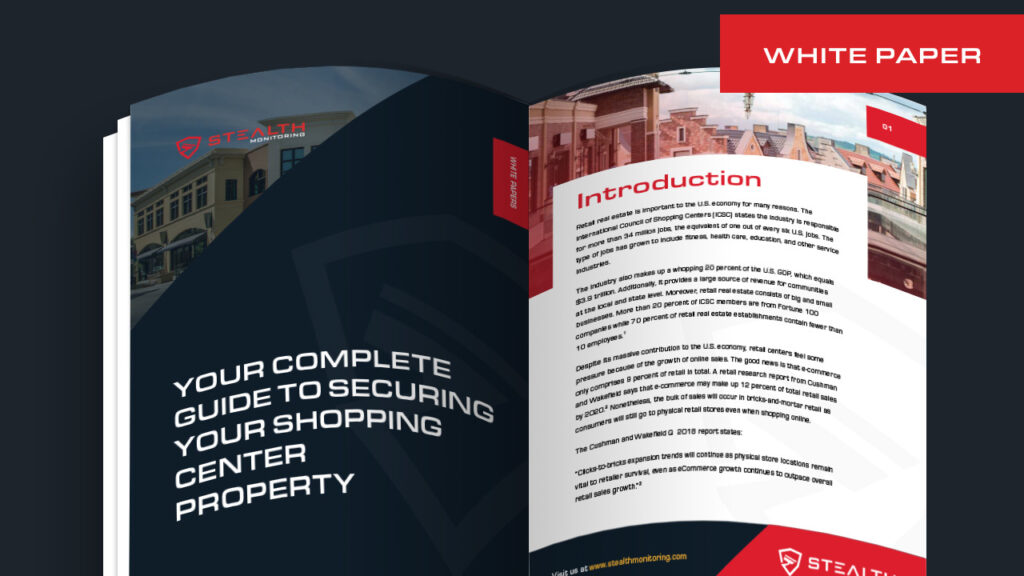 WHITE PAPER
STEALTH
MONITORING
WHITE PAPERS
YOUR COMPLETE
GUIDE TO SECURING
YOUR SHOPPING
CENTER
PROPERTY
01
Introduction
Retail real estate is important to the U.S. economy for many reasons. The
International Council of Shopping Centers (ICSC) states the industry is responsible
for more than 34 million jobs, the equivalent of one out of every six U.S. jobs. The
type of jobs has grown to include fitness, health care, education, and other service
industries.
The industry also makes up a whopping 20 percent of the U.S. GDP, which equals
$3.9 trillion. Additionally, it provides a large source of revenue for communities
at the local and state level. Moreover, retail real estate consists of big and small
businesses. More than 20 percent of ICSC members are from Fortune 100
companies while 70 percent of retail real estate establishments contain fewer than
10 employees.¹
Despite its massive contribution to the U.S. economy, retail centers feel some
pressure because of the growth of online sales. The good news is that e-commerce
only comprises 9 percent of retail in total. A retail research report from Cushman
and Wakefield says that e-commerce may make up 12 percent of total retail sales
by 2020.² Nonetheless, the bulk of sales will occur in bricks-and-mortar retail as
consumers will still go to physical retail stores even when shopping online.
The Cushman and Wakefield Q 2018 report states:
"Clicks-to-bricks expansion trends will continue as physical store locations remain
vital to retailer survival, even as eCommerce growth continues to outpace overall
retail sales growth."³
Visit us at www.stealthmonitoring.com
STEALTH